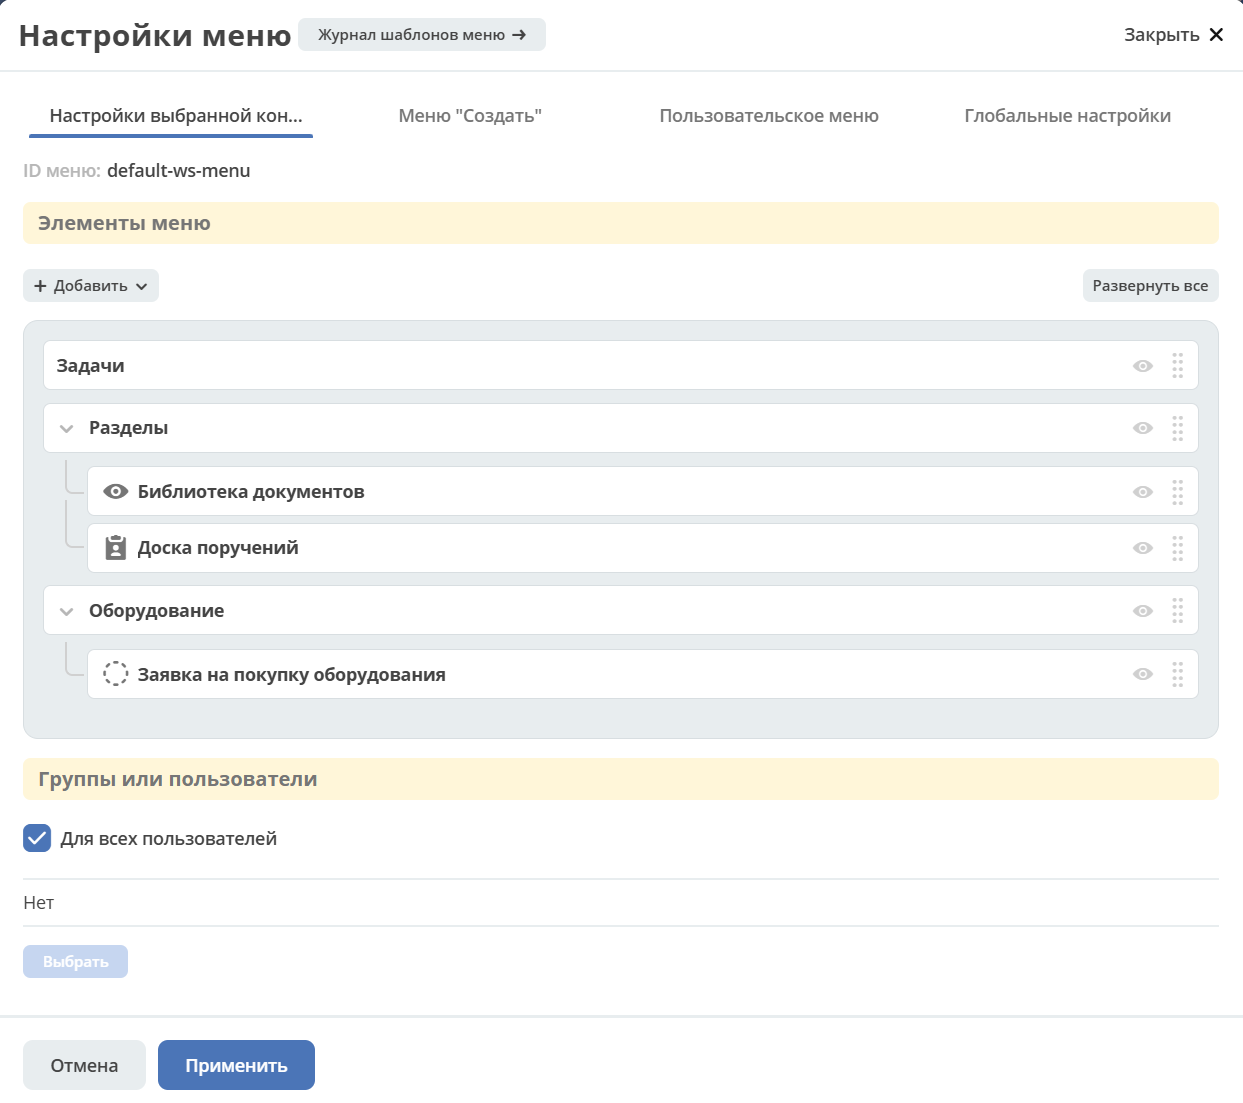 Настройки меню
Журнал шаблонов меню →
Закрыть
Настройки выбранной кон...
Меню "Создать"
Пользовательское меню
Глобальные настройки
ID меню: default-ws-menu
Элементы меню
+ Добавить
Развернуть все
Задачи
Разделы
Библиотека документов
Доска поручений
Оборудование
Заявка на покупку оборудования
Группы или пользователи
Для всех пользователей
Нет
Выбрать
Отмена
Применить